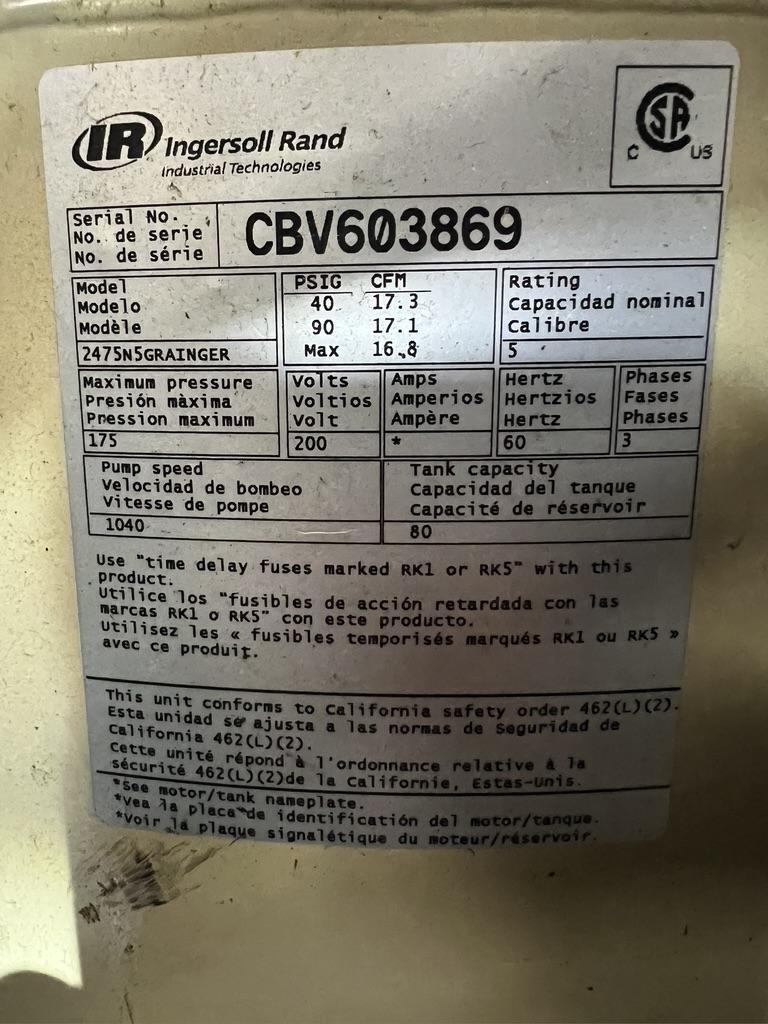 IR Ingersoll Rand
Industrial Technologies
SA
C US
Serial No.
No. de serie
No. de série
CBV603869
Model
Modelo
Modèle
2475N5GRAINGER
PSIG CFM
40 17.3
90 17.1
Max 16.8
Rating
Capacidad nominal
Calibre
5
Maximum pressure
Presión màxima
Pression maximum
175
Volts
Voltios
Volt
200
Amps
Amperios
Ampère
*
Hertz
Hertzios
Hertz
60
Phases
Fases
Phases
3
Pump speed
Velocidad de bombeo
Vitesse de pompe
1040
Tank capacity
Capacidad del tanque
Capacité de réservoir
80
Use "time delay fuses marked RK1 or RK5" with this
product.
Utilice los "fusibles de acción retardada con las
marcas RK1 o RK5" con este producto.
Utilisez les « fusibles temporisés marqués RK1 ou RK5 »
avec ce produit.
This unit conforms to California safety order 462(L)(2).
Esta unidad se ajusta a las normas de Seguridad de
California 462(L)(2).
Cette unité répond à l'ordonnance relative à la
sécurité 462(L)(2)de la Californie, Estas-Unis.
*See motor/tank nameplate.
*Vea la placa de identificación del motor/tanque.
*Voir la plaque signalétique du moteur/réservoir.